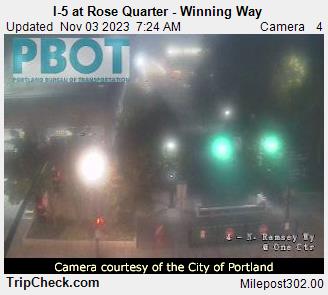 I-5 at Rose Quarter - Winning Way
Updated Nov 03 2023 7:24 AM Camera 4
PBOT
PORTLAND BUREAU OF TRANSPORTATION
4 - N. Ramsey Wy
@ One Ctr
Camera courtesy of the City of Portland
TripCheck.com Milepost302.00